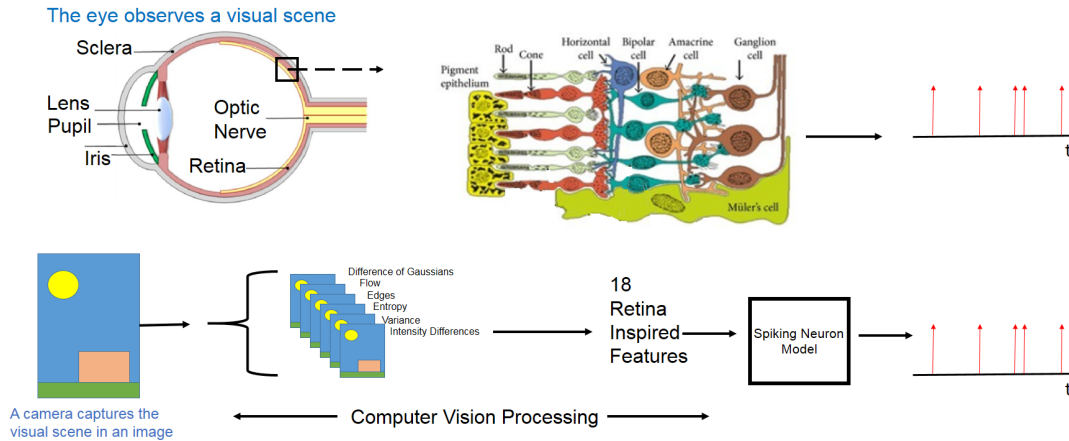 The eye observes a visual scene
Sclera
Lens
Pupil
Iris
Optic
Nerve
Retina
Rod
Cone
Horizontal
cell
Bipolar
cell
Amacrine
cell
Ganglion
cell
Pigment
epithelium
Müler's cell
t
Difference of Gaussians
Flow
Edges
Entropy
Variance
Intensity Differences
18
Retina
Inspired
Features
Spiking Neuron
Model
t
A camera captures the
visual scene in an image
Computer Vision Processing